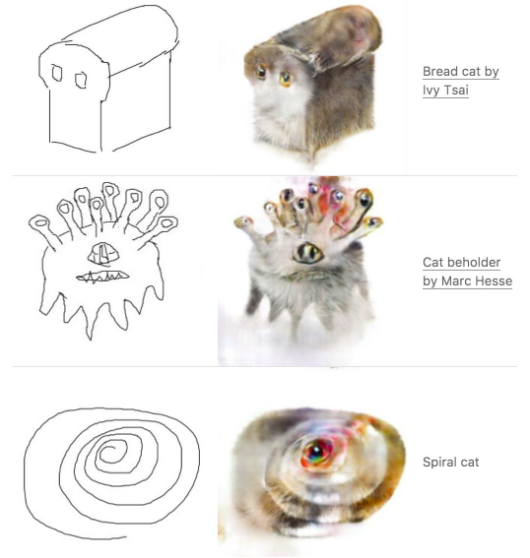 Bread cat by
Ivy Tsai
Cat beholder
by Marc Hesse
Spiral cat